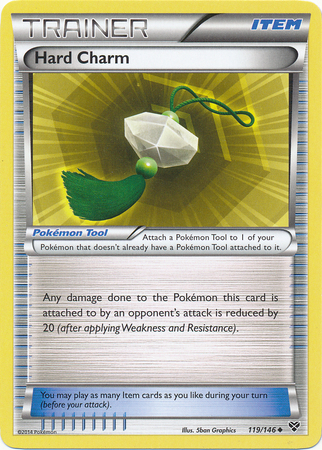 TRAINER ITEM
Hard Charm
Pokémon Tool
Attach a Pokémon Tool to 1 of your
Pokémon that doesn't already have a Pokémon Tool attached to it.
Any damage done to the Pokémon this card is
attached to by an opponent's attack is reduced by
20 (after applying Weakness and Resistance).
You may play as many Item cards as you like during your turn
(before your attack).
©2014 Pokémon Illus. 5ban Graphics 119/146